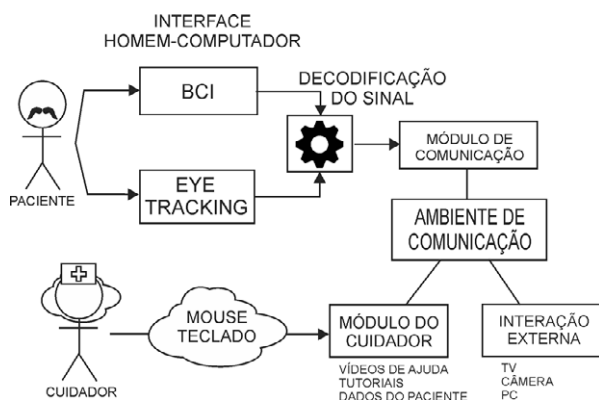 INTERFACE
HOMEM-COMPUTADOR
BCI
DECODIFICAÇÃO
DO SINAL
MÓDULO DE
COMUNICAÇÃO
PACIENTE
EYE
TRACKING
AMBIENTE DE
COMUNICAÇÃO
MOUSE
TECLADO
MÓDULO DO
CUIDADOR
INTERAÇÃO
EXTERNA
VÍDEOS DE AJUDA
TUTORIAIS
DADOS DO PACIENTE
TV
CÂMERA
PC
CUIDADOR